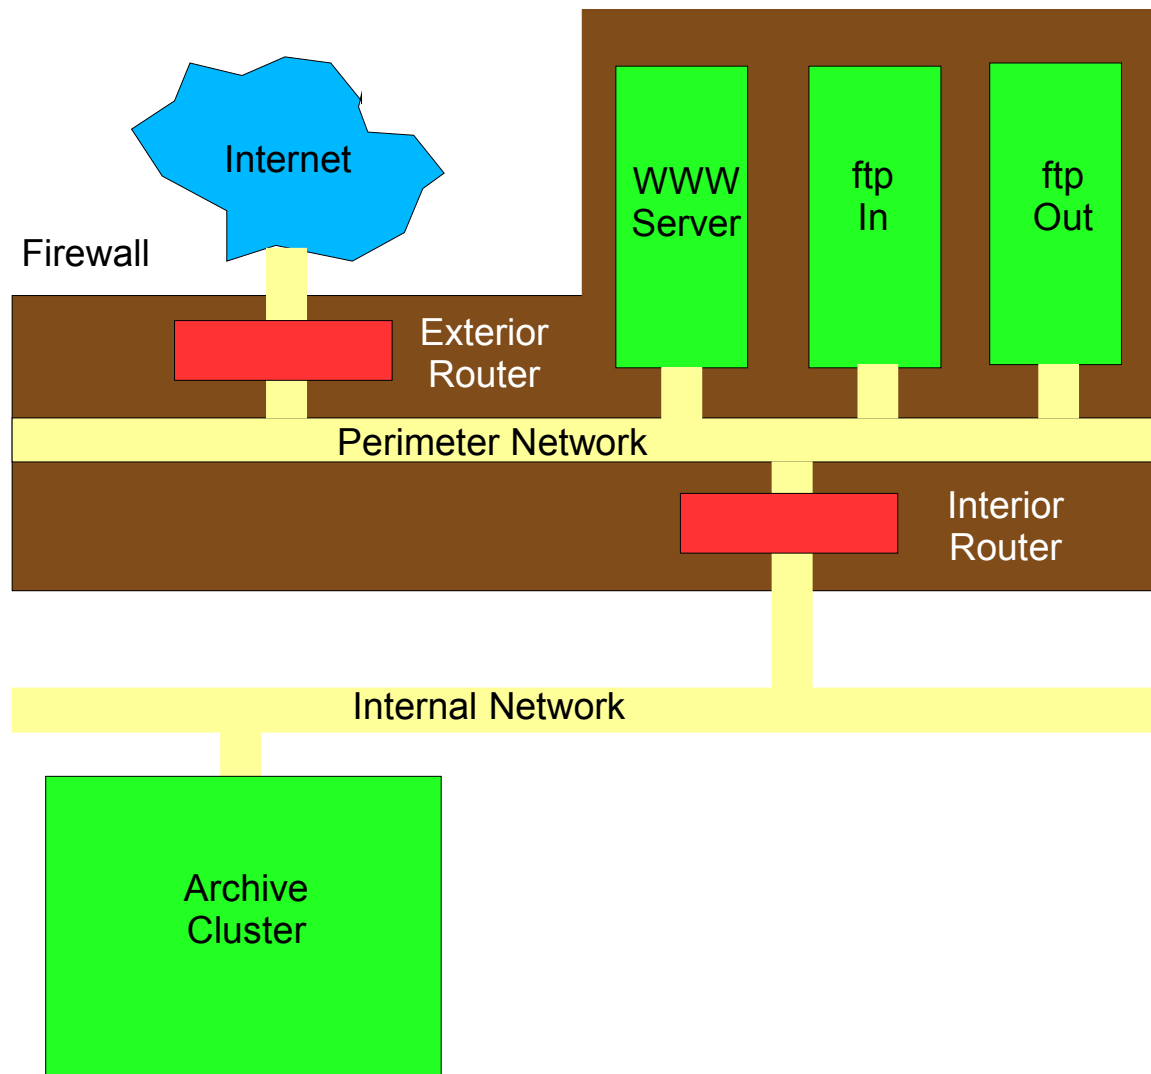 Internet
Firewall
WWW
Server
ftp
In
ftp
Out
Exterior
Router
Perimeter Network
Interior
Router
Internal Network
Archive
Cluster